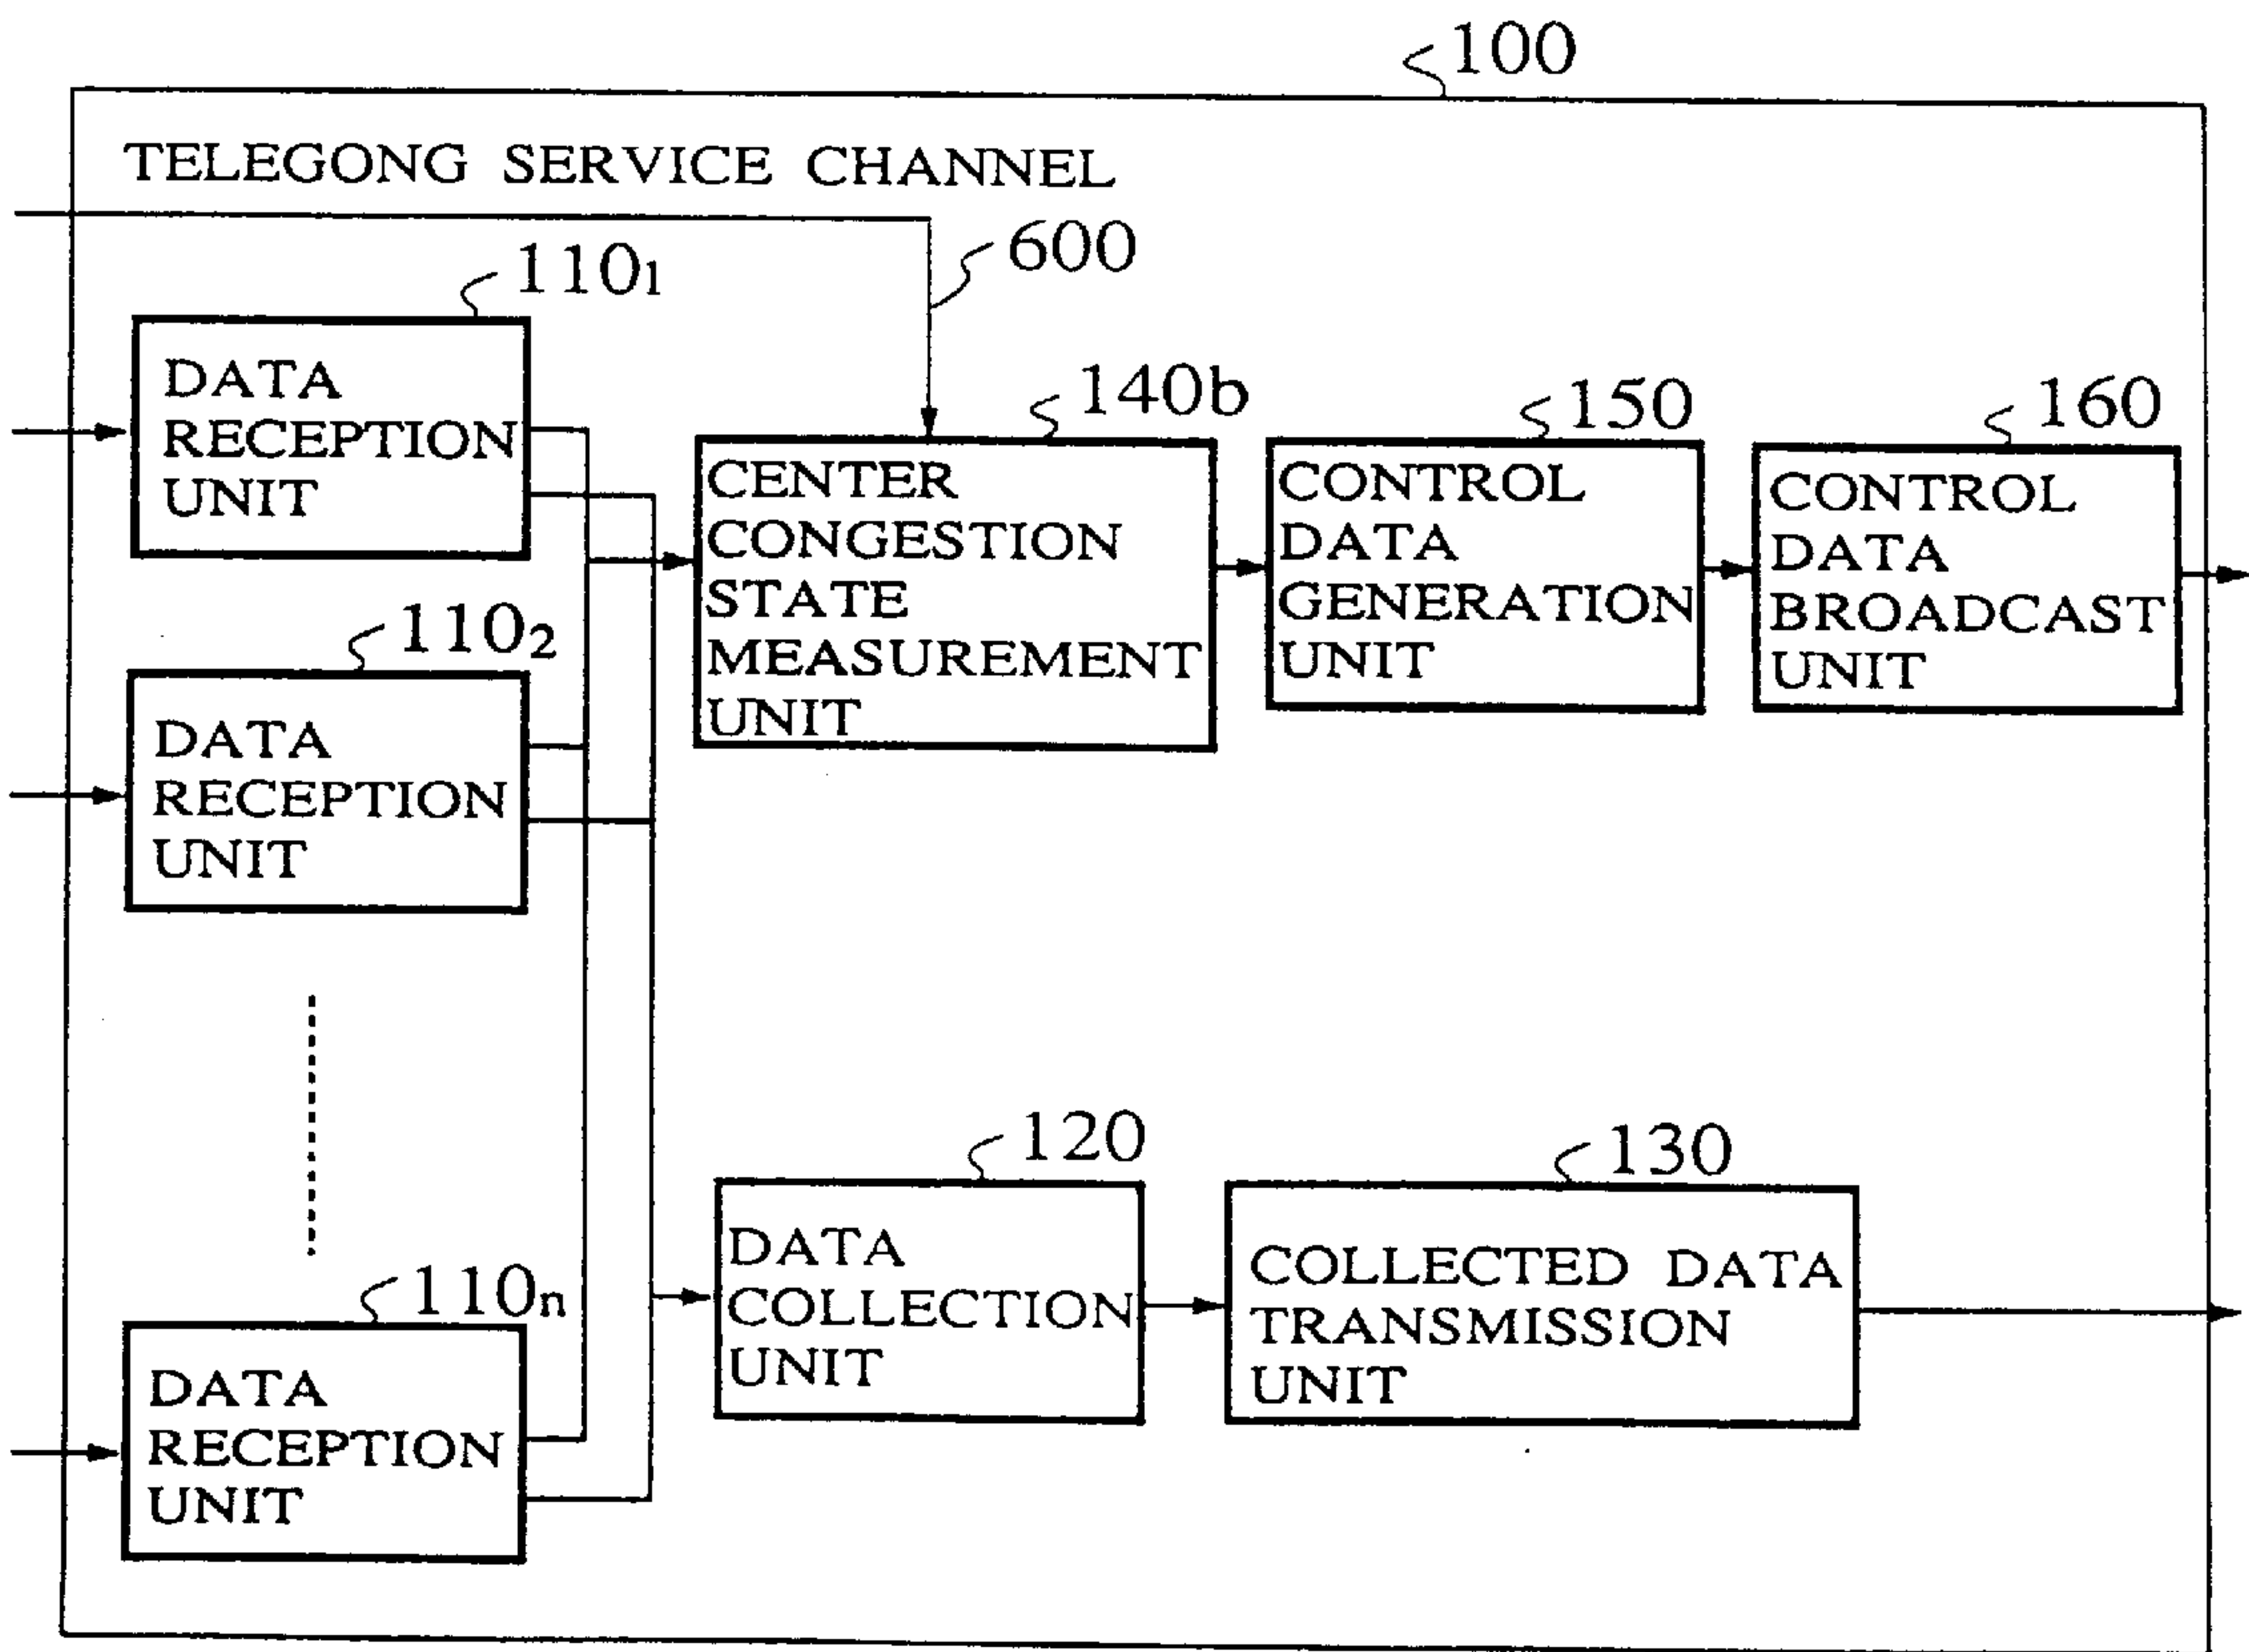 100
TELEGONG SERVICE CHANNEL
600
110₁
DATA
RECEPTION
UNIT
140b
CENTER
CONGESTION
STATE
MEASUREMENT
UNIT
150
CONTROL
DATA
GENERATION
UNIT
160
CONTROL
DATA
BROADCAST
UNIT
110₂
DATA
RECEPTION
UNIT
120
DATA
COLLECTION
UNIT
130
COLLECTED DATA
TRANSMISSION
UNIT
110ₙ
DATA
RECEPTION
UNIT